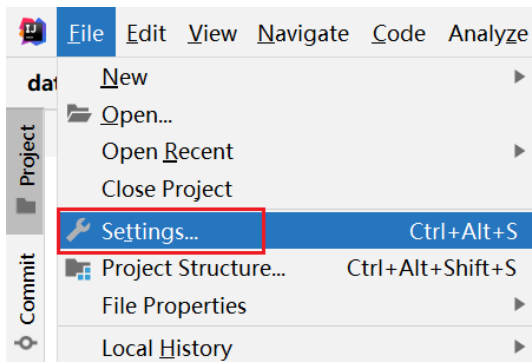 File Edit View Navigate Code Analyze
New
Open...
Open Recent
Close Project
Settings... Ctrl+Alt+S
Project Structure... Ctrl+Alt+Shift+S
File Properties
Local History
Project
Commit